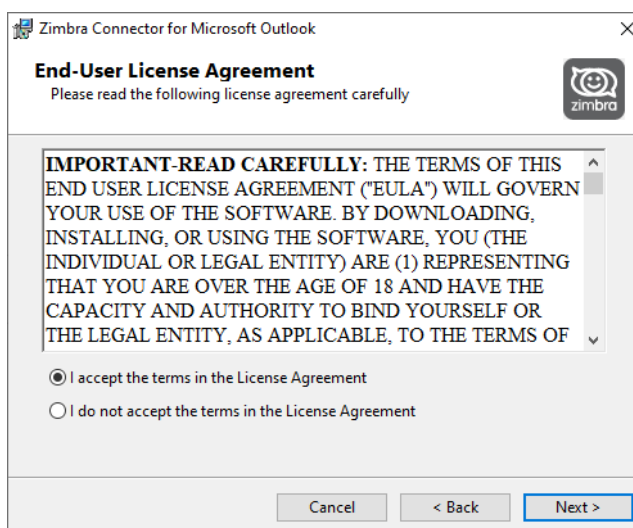 Zimbra Connector for Microsoft Outlook
End-User License Agreement
Please read the following license agreement carefully
zimbra
IMPORTANT-READ CAREFULLY: THE TERMS OF THIS
END USER LICENSE AGREEMENT ("EULA") WILL GOVERN
YOUR USE OF THE SOFTWARE. BY DOWNLOADING,
INSTALLING, OR USING THE SOFTWARE, YOU (THE
INDIVIDUAL OR LEGAL ENTITY) ARE (1) REPRESENTING
THAT YOU ARE OVER THE AGE OF 18 AND HAVE THE
CAPACITY AND AUTHORITY TO BIND YOURSELF OR
THE LEGAL ENTITY, AS APPLICABLE, TO THE TERMS OF
I accept the terms in the License Agreement
I do not accept the terms in the License Agreement
Cancel < Back Next >